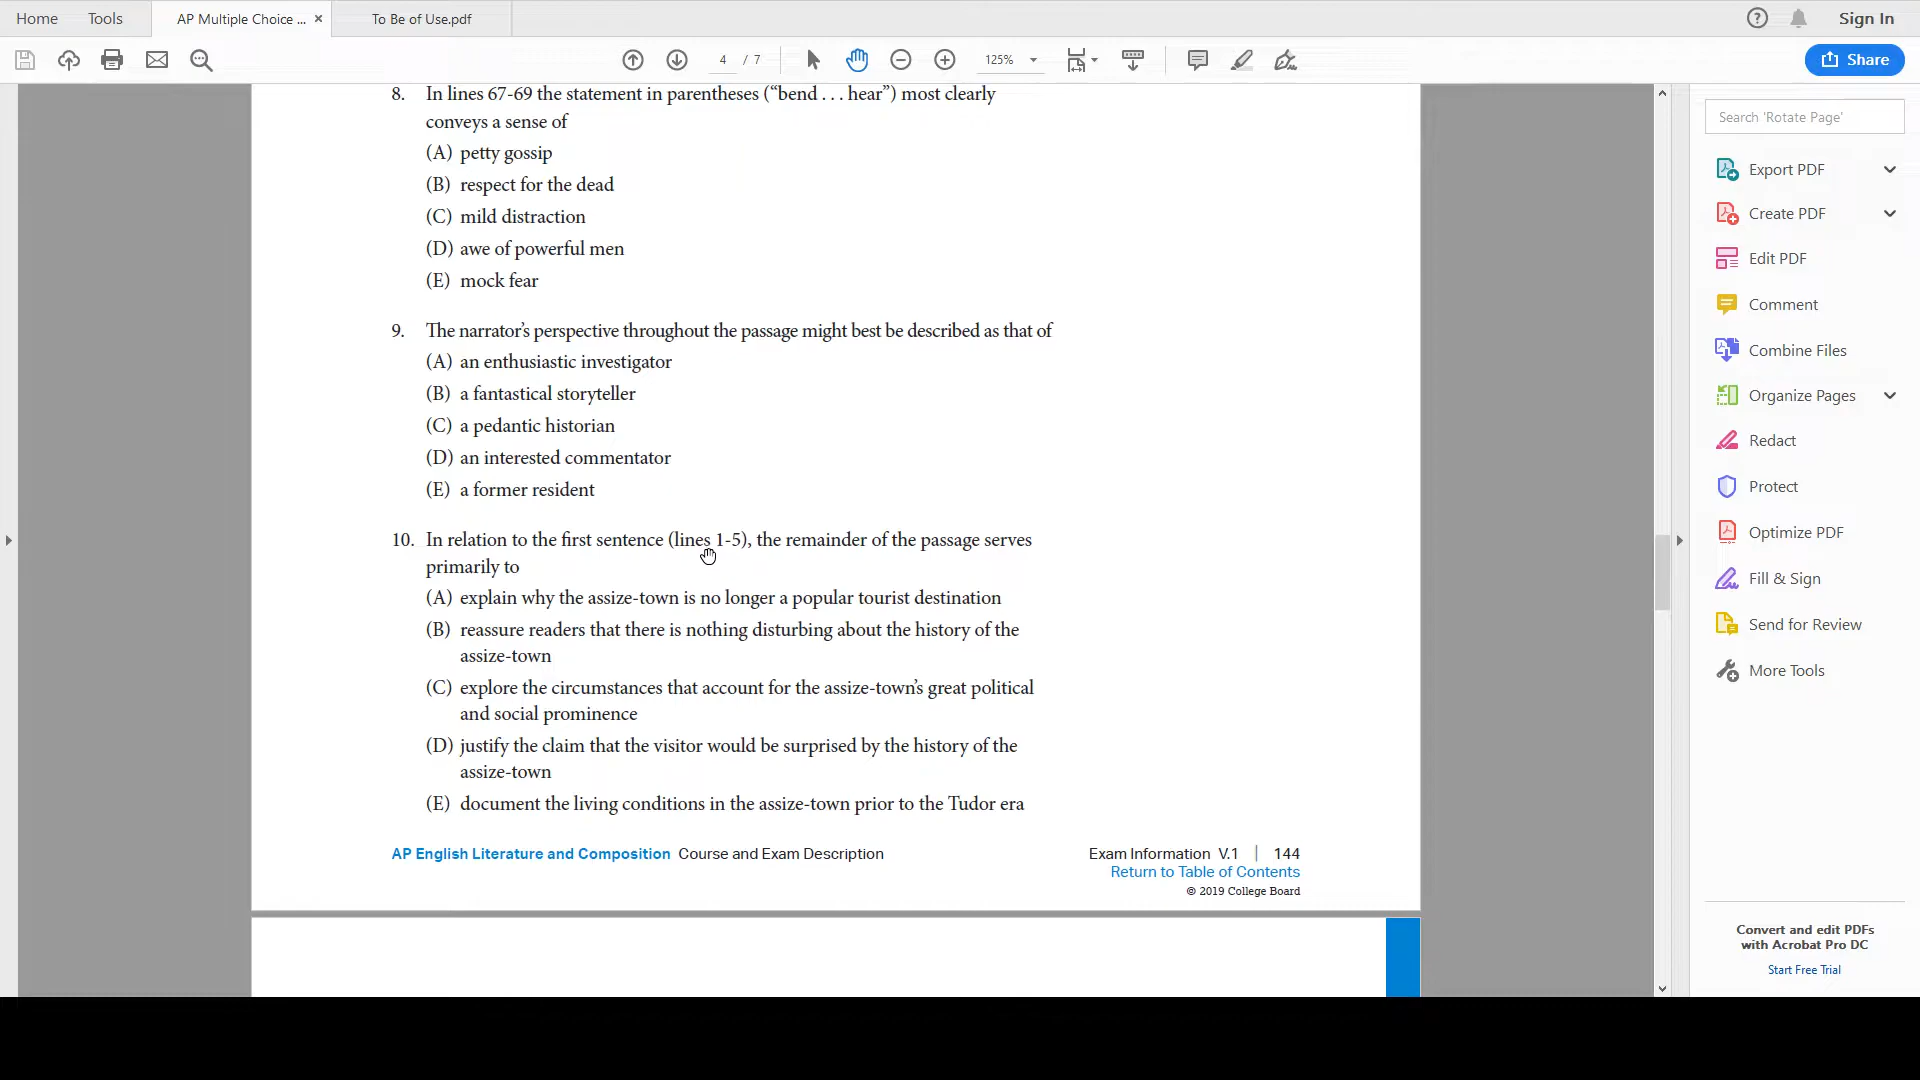 Home
Tools
AP Multiple Choice ...
To Be of Use.pdf
Sign In
4 / 7
125%
Share
8. In lines 67-69 the statement in parentheses (“bend . . . hear”) most clearly
conveys a sense of
(A) petty gossip
(B) respect for the dead
(C) mild distraction
(D) awe of powerful men
(E) mock fear
9. The narrator’s perspective throughout the passage might best be described as that of
(A) an enthusiastic investigator
(B) a fantastical storyteller
(C) a pedantic historian
(D) an interested commentator
(E) a former resident
10. In relation to the first sentence (lines 1-5), the remainder of the passage serves
primarily to
(A) explain why the assize-town is no longer a popular tourist destination
(B) reassure readers that there is nothing disturbing about the history of the
assize-town
(C) explore the circumstances that account for the assize-town’s great political
and social prominence
(D) justify the claim that the visitor would be surprised by the history of the
assize-town
(E) document the living conditions in the assize-town prior to the Tudor era
AP English Literature and Composition Course and Exam Description
Exam Information V.1 | 144
Return to Table of Contents
© 2019 College Board
Search 'Rotate Page'
Export PDF
Create PDF
Edit PDF
Comment
Combine Files
Organize Pages
Redact
Protect
Optimize PDF
Fill & Sign
Send for Review
More Tools
Convert and edit PDFs
with Acrobat Pro DC
Start Free Trial